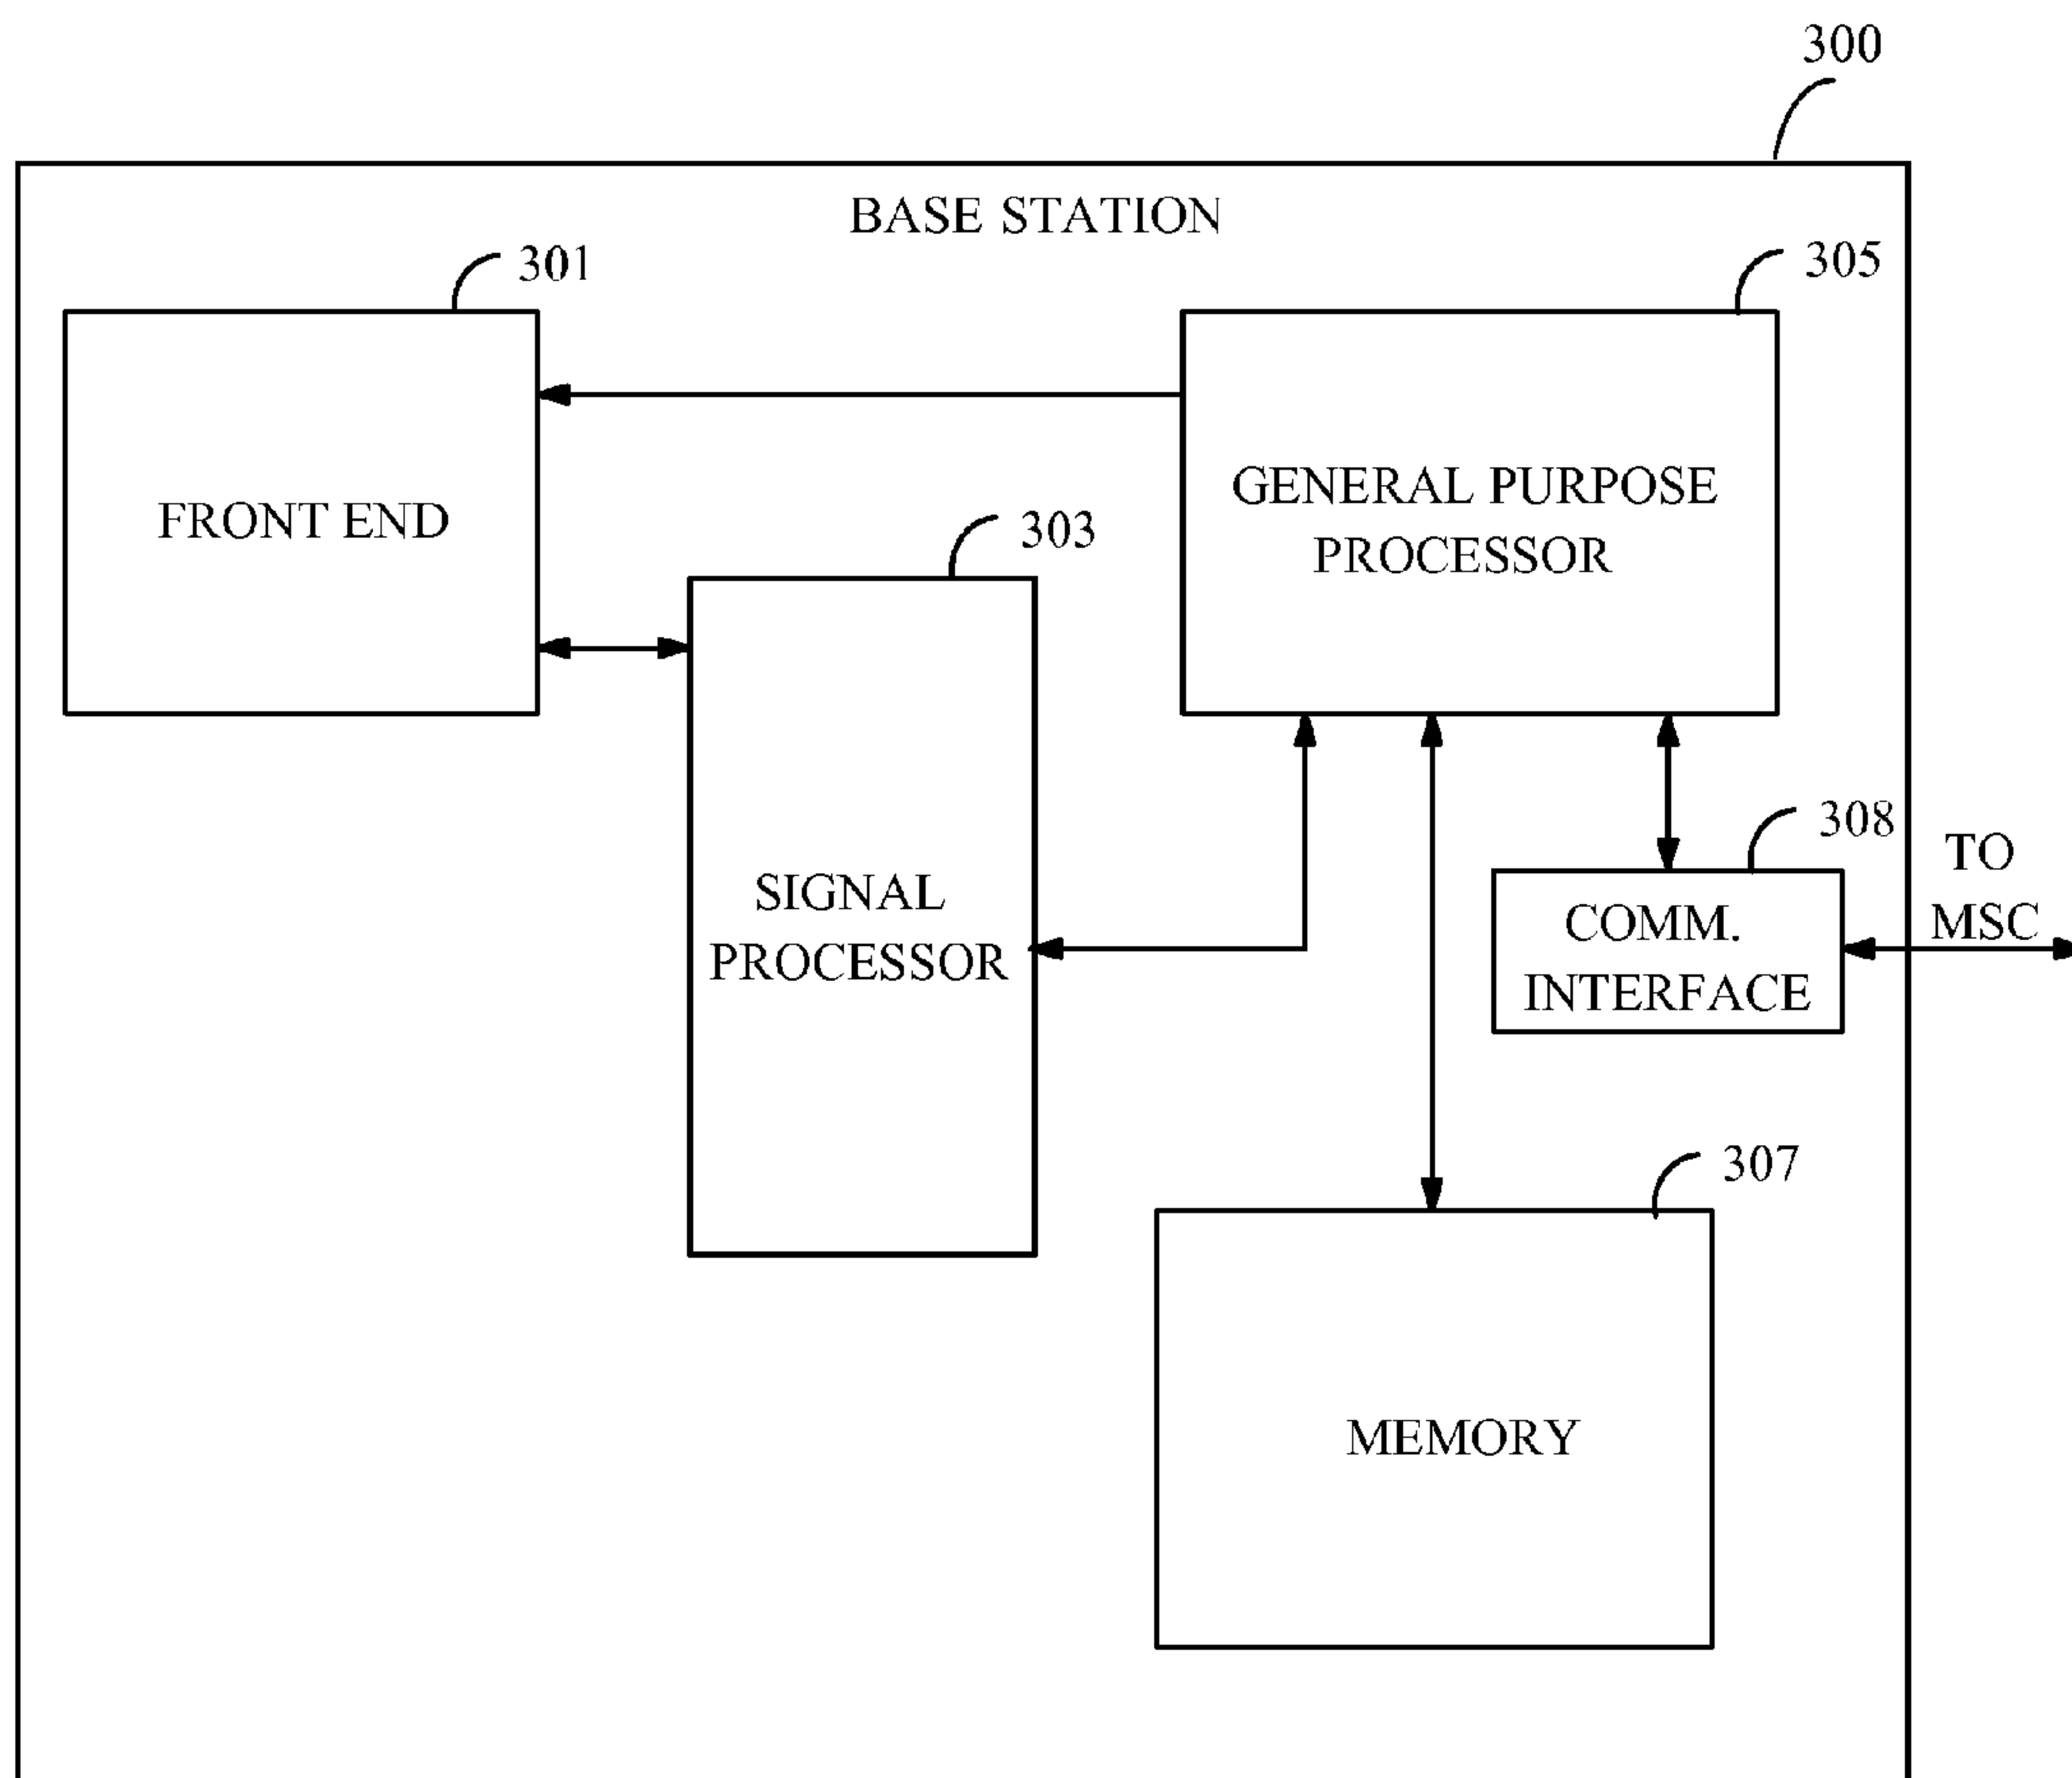 300
BASE STATION
301
305
FRONT END
GENERAL PURPOSE
PROCESSOR
303
SIGNAL
PROCESSOR
308
COMM.
INTERFACE
TO
MSC
307
MEMORY